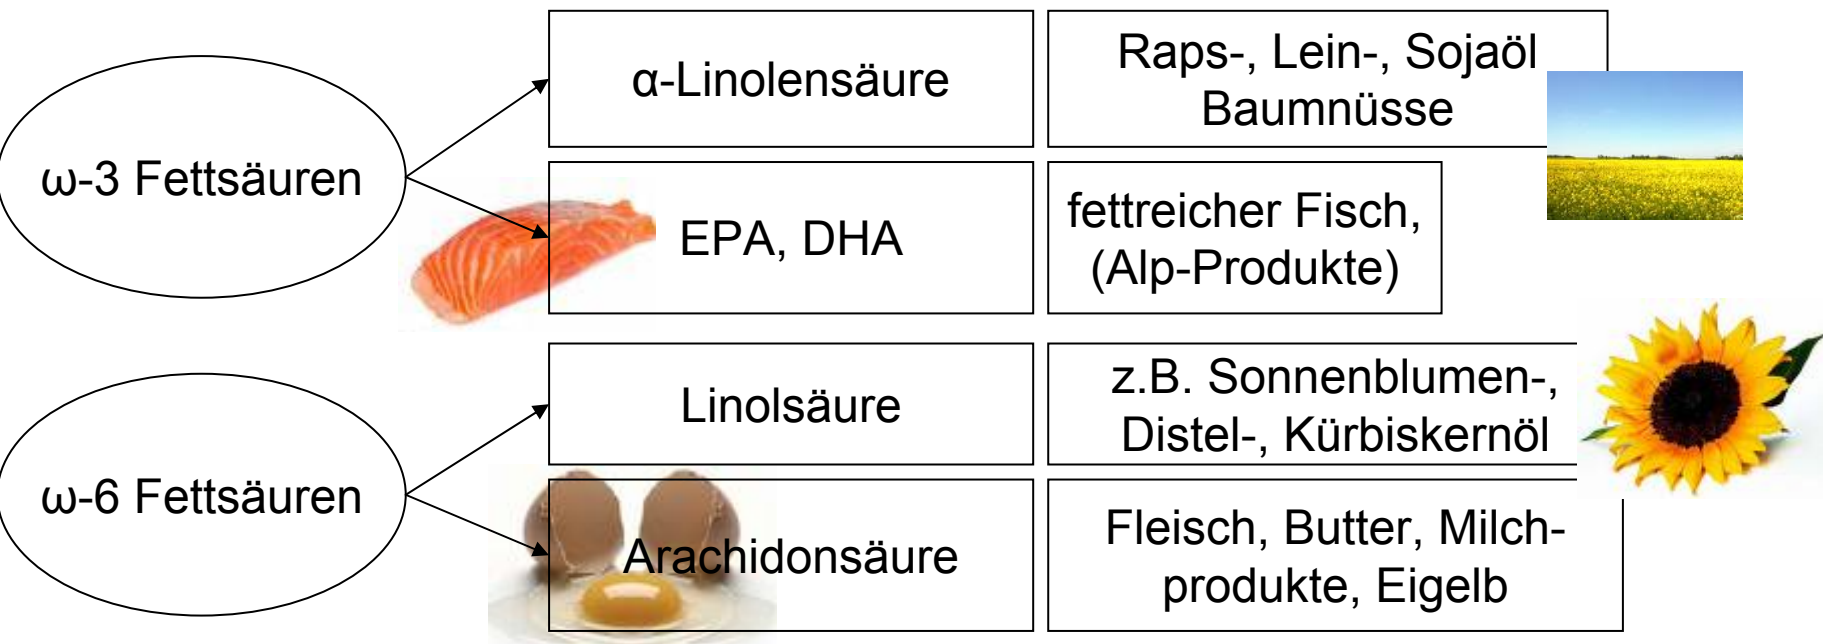 ω-3 Fettsäuren
α-Linolensäure
Raps-, Lein-, Sojaöl
Baumnüsse
EPA, DHA
fettreicher Fisch,
(Alp-Produkte)
ω-6 Fettsäuren
Linolsäure
z.B. Sonnenblumen-,
Distel-, Kürbiskernöl
Arachidonsäure
Fleisch, Butter, Milch-
produkte, Eigelb